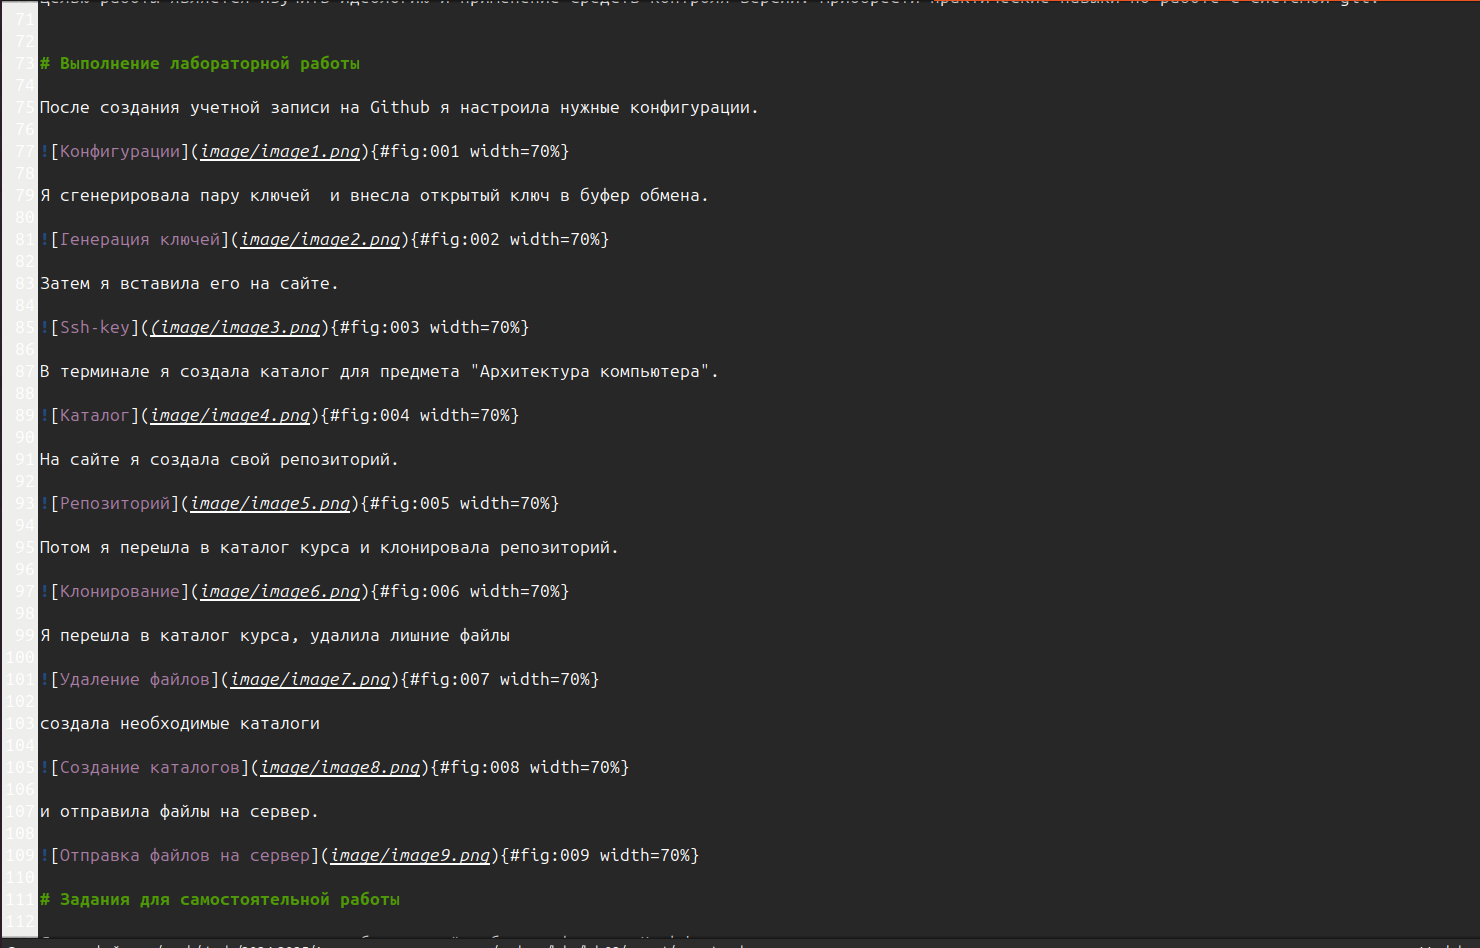 71
72
73 # Выполнение лабораторной работы
74
75 После создания учетной записи на Github я настроила нужные конфигурации.
76
77 ![Конфигурации](image/image1.png){#fig:001 width=70%}
78
79 Я сгенерировала пару ключей  и внесла открытый ключ в буфер обмена.
80
81 ![Генерация ключей](image/image2.png){#fig:002 width=70%}
82
83 Затем я вставила его на сайте.
84
85 ![Ssh-key]((image/image3.png){#fig:003 width=70%}
86
87 В терминале я создала каталог для предмета "Архитектура компьютера".
88
89 ![Каталог](image/image4.png){#fig:004 width=70%}
90
91 На сайте я создала свой репозиторий.
92
93 ![Репозиторий](image/image5.png){#fig:005 width=70%}
94
95 Потом я перешла в каталог курса и клонировала репозиторий.
96
97 ![Клонирование](image/image6.png){#fig:006 width=70%}
98
99 Я перешла в каталог курса, удалила лишние файлы
100
101 ![Удаление файлов](image/image7.png){#fig:007 width=70%}
102
103 создала необходимые каталоги
104
105 ![Создание каталогов](image/image8.png){#fig:008 width=70%}
106
107 и отправила файлы на сервер.
108
109 ![Отправка файлов на сервер](image/image9.png){#fig:009 width=70%}
110
111 # Задания для самостоятельной работы
112